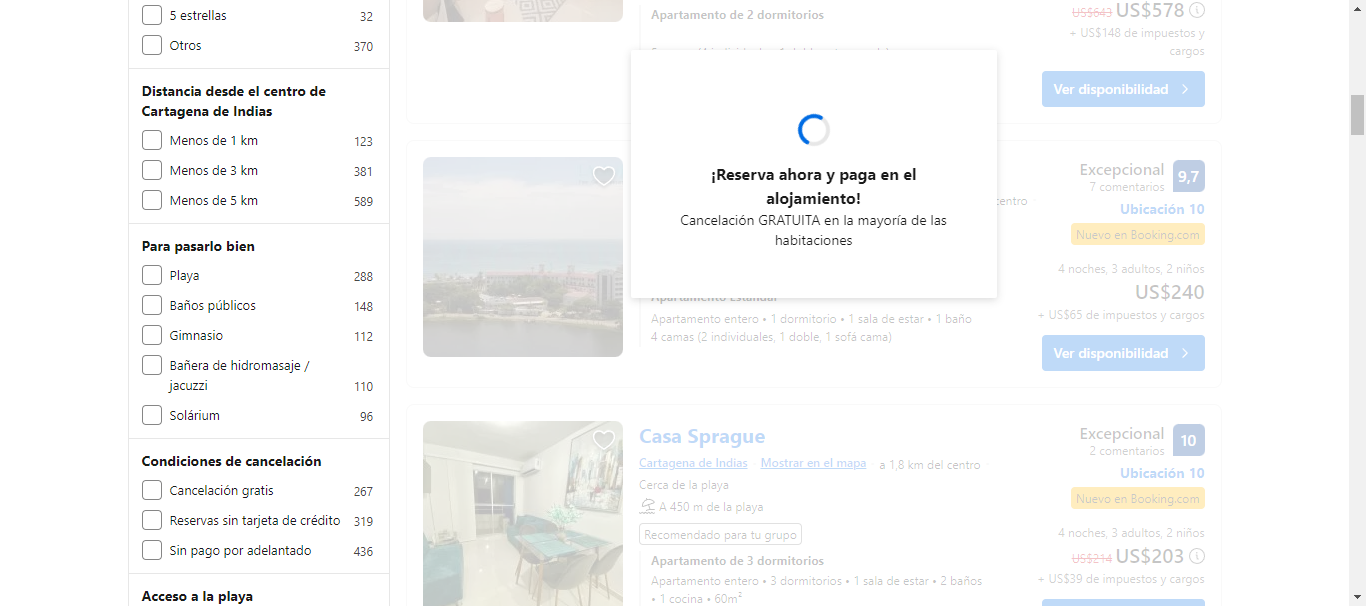 5 estrellas 32
Otros 370
Distancia desde el centro de
Cartagena de Indias
Menos de 1 km 123
Menos de 3 km 381
Menos de 5 km 589
Para pasarlo bien
Playa 288
Baños públicos 148
Gimnasio 112
Bañera de hidromasaje /
jacuzzi 110
Solárium 96
Condiciones de cancelación
Cancelación gratis 267
Reservas sin tarjeta de crédito 319
Sin pago por adelantado 436
Acceso a la playa
Apartamento de 2 dormitorios
US$643 US$578
+ US$148 de impuestos y
cargos
Ver disponibilidad
¡Reserva ahora y paga en el
alojamiento!
Cancelación GRATUITA en la mayoría de las
habitaciones
centro
Excepcional 9,7
7 comentarios
Ubicación 10
Nuevo en Booking.com
Apartamento Estándar
Apartamento entero • 1 dormitorio • 1 sala de estar • 1 baño
4 camas (2 individuales, 1 doble, 1 sofá cama)
4 noches, 3 adultos, 2 niños
US$240
+ US$65 de impuestos y cargos
Ver disponibilidad
Casa Sprague
Cartagena de Indias Mostrar en el mapa a 1,8 km del centro
Cerca de la playa
A 450 m de la playa
Recomendado para tu grupo
Apartamento de 3 dormitorios
Apartamento entero • 3 dormitorios • 1 sala de estar • 2 baños
• 1 cocina • 60m²
Excepcional 10
2 comentarios
Ubicación 10
Nuevo en Booking.com
4 noches, 3 adultos, 2 niños
US$214 US$203
+ US$39 de impuestos y cargos